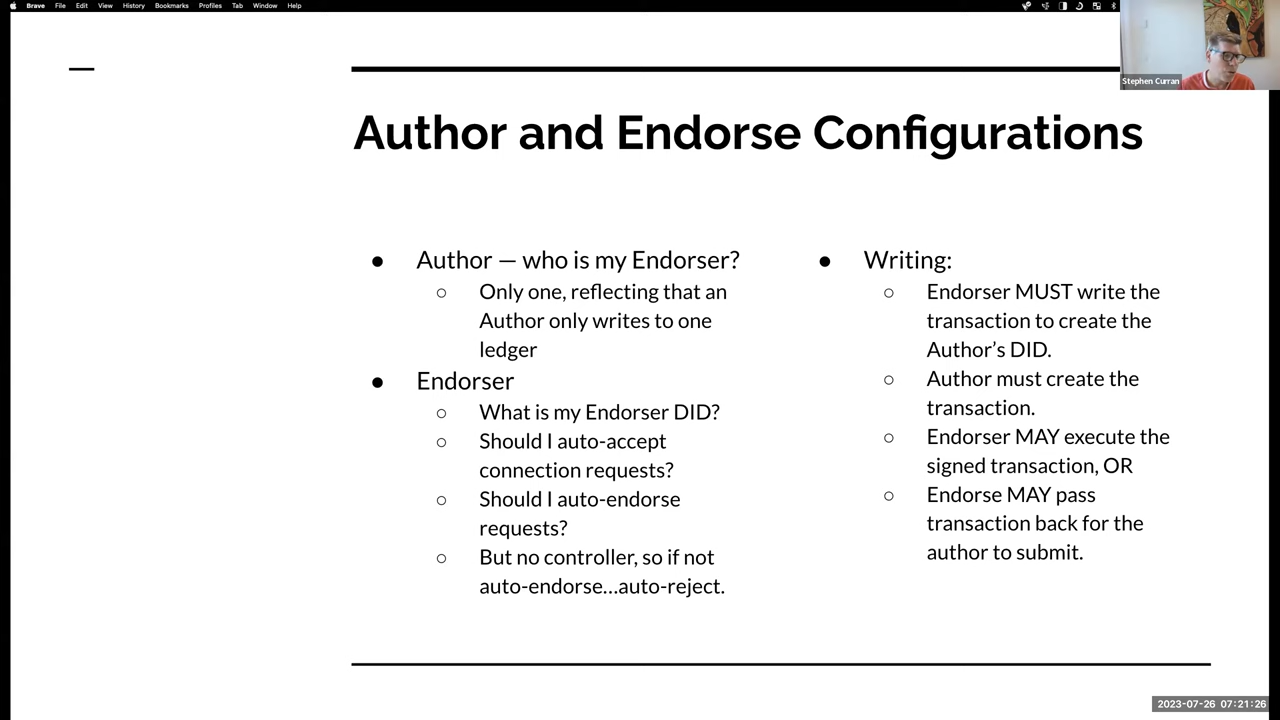 Brave File Edit View History Bookmarks Profiles Tab Window Help
Stephen Curran
Author and Endorse Configurations
● Author — who is my Endorser?
○ Only one, reflecting that an
Author only writes to one
ledger
● Endorser
○ What is my Endorser DID?
○ Should I auto-accept
connection requests?
○ Should I auto-endorse
requests?
○ But no controller, so if not
auto-endorse...auto-reject.
● Writing:
○ Endorser MUST write the
transaction to create the
Author's DID.
○ Author must create the
transaction.
○ Endorser MAY execute the
signed transaction, OR
○ Endorse MAY pass
transaction back for the
author to submit.
2023-07-26 07:21:26